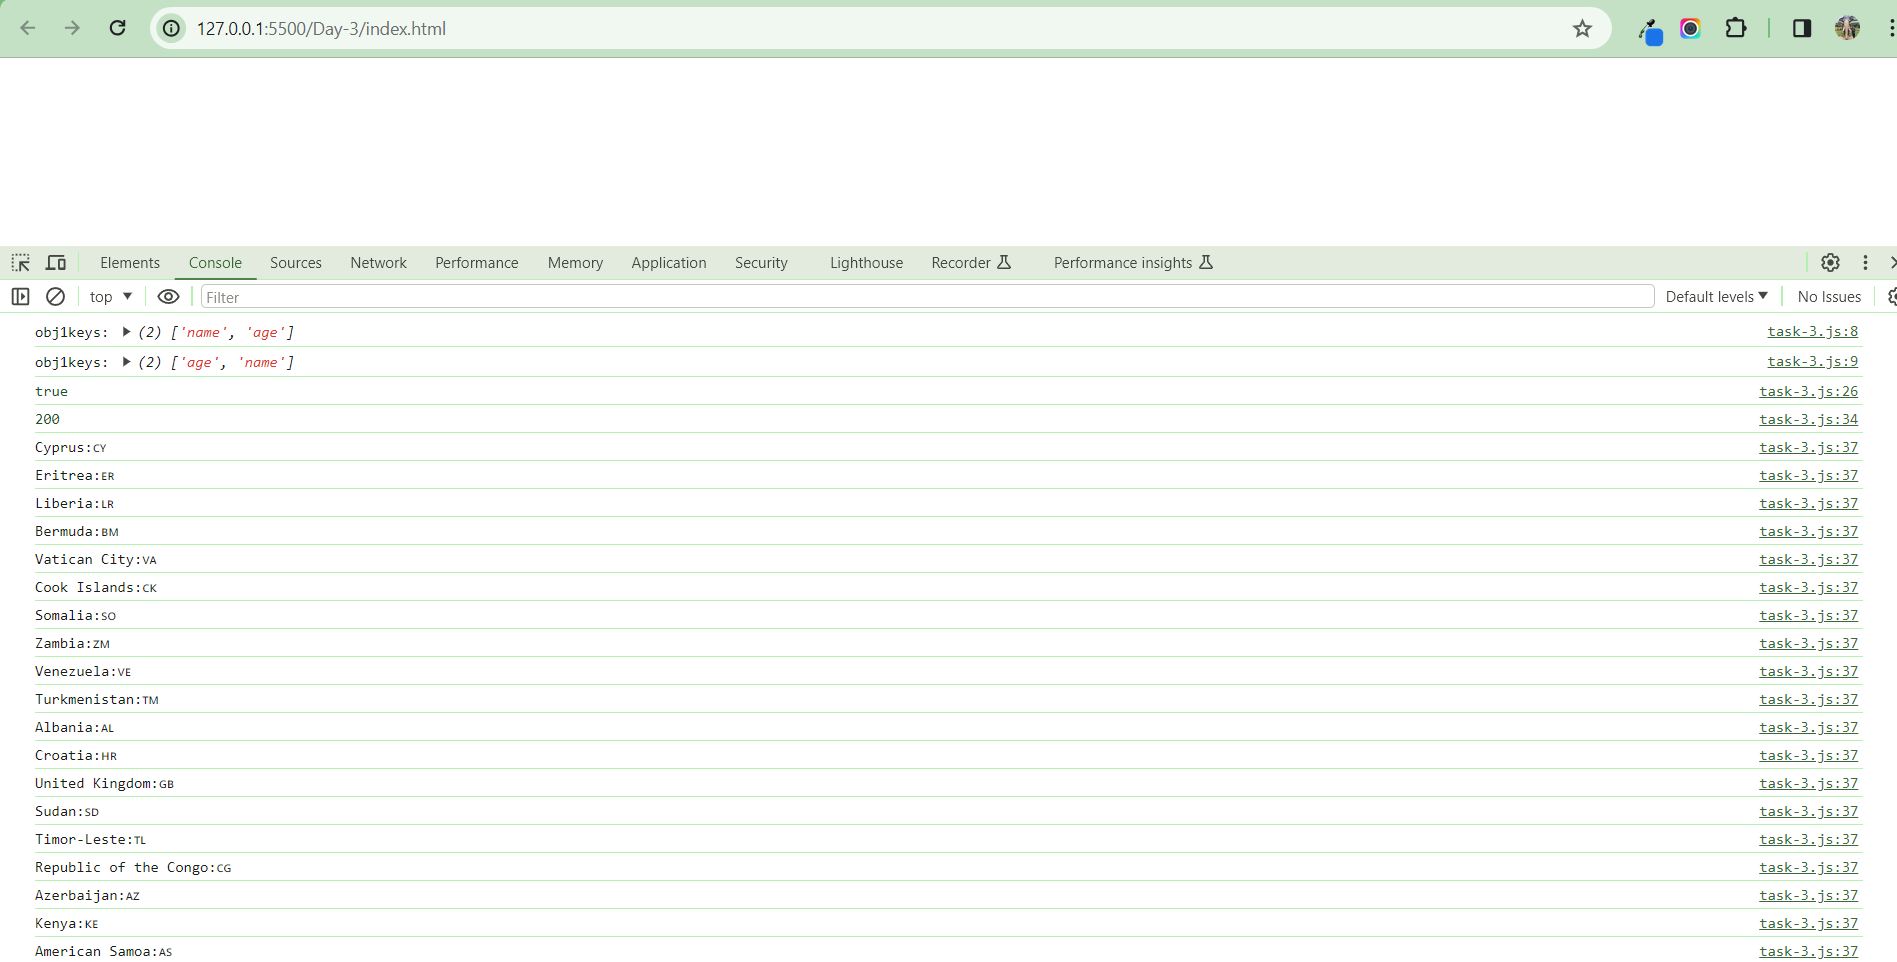 127.0.0.1:5500/Day-3/index.html
Elements Console Sources Network Performance Memory Application Security Lighthouse Recorder Performance insights
top Filter Default levels No Issues
obj1keys: (2) ['name', 'age'] task-3.js:8
obj1keys: (2) ['age', 'name'] task-3.js:9
true task-3.js:26
200 task-3.js:34
Cyprus:CY task-3.js:37
Eritrea:ER task-3.js:37
Liberia:LR task-3.js:37
Bermuda:BM task-3.js:37
Vatican City:VA task-3.js:37
Cook Islands:CK task-3.js:37
Somalia:SO task-3.js:37
Zambia:ZM task-3.js:37
Venezuela:VE task-3.js:37
Turkmenistan:TM task-3.js:37
Albania:AL task-3.js:37
Croatia:HR task-3.js:37
United Kingdom:GB task-3.js:37
Sudan:SD task-3.js:37
Timor-Leste:TL task-3.js:37
Republic of the Congo:CG task-3.js:37
Azerbaijan:AZ task-3.js:37
Kenya:KE task-3.js:37
American Samoa:AS task-3.js:37